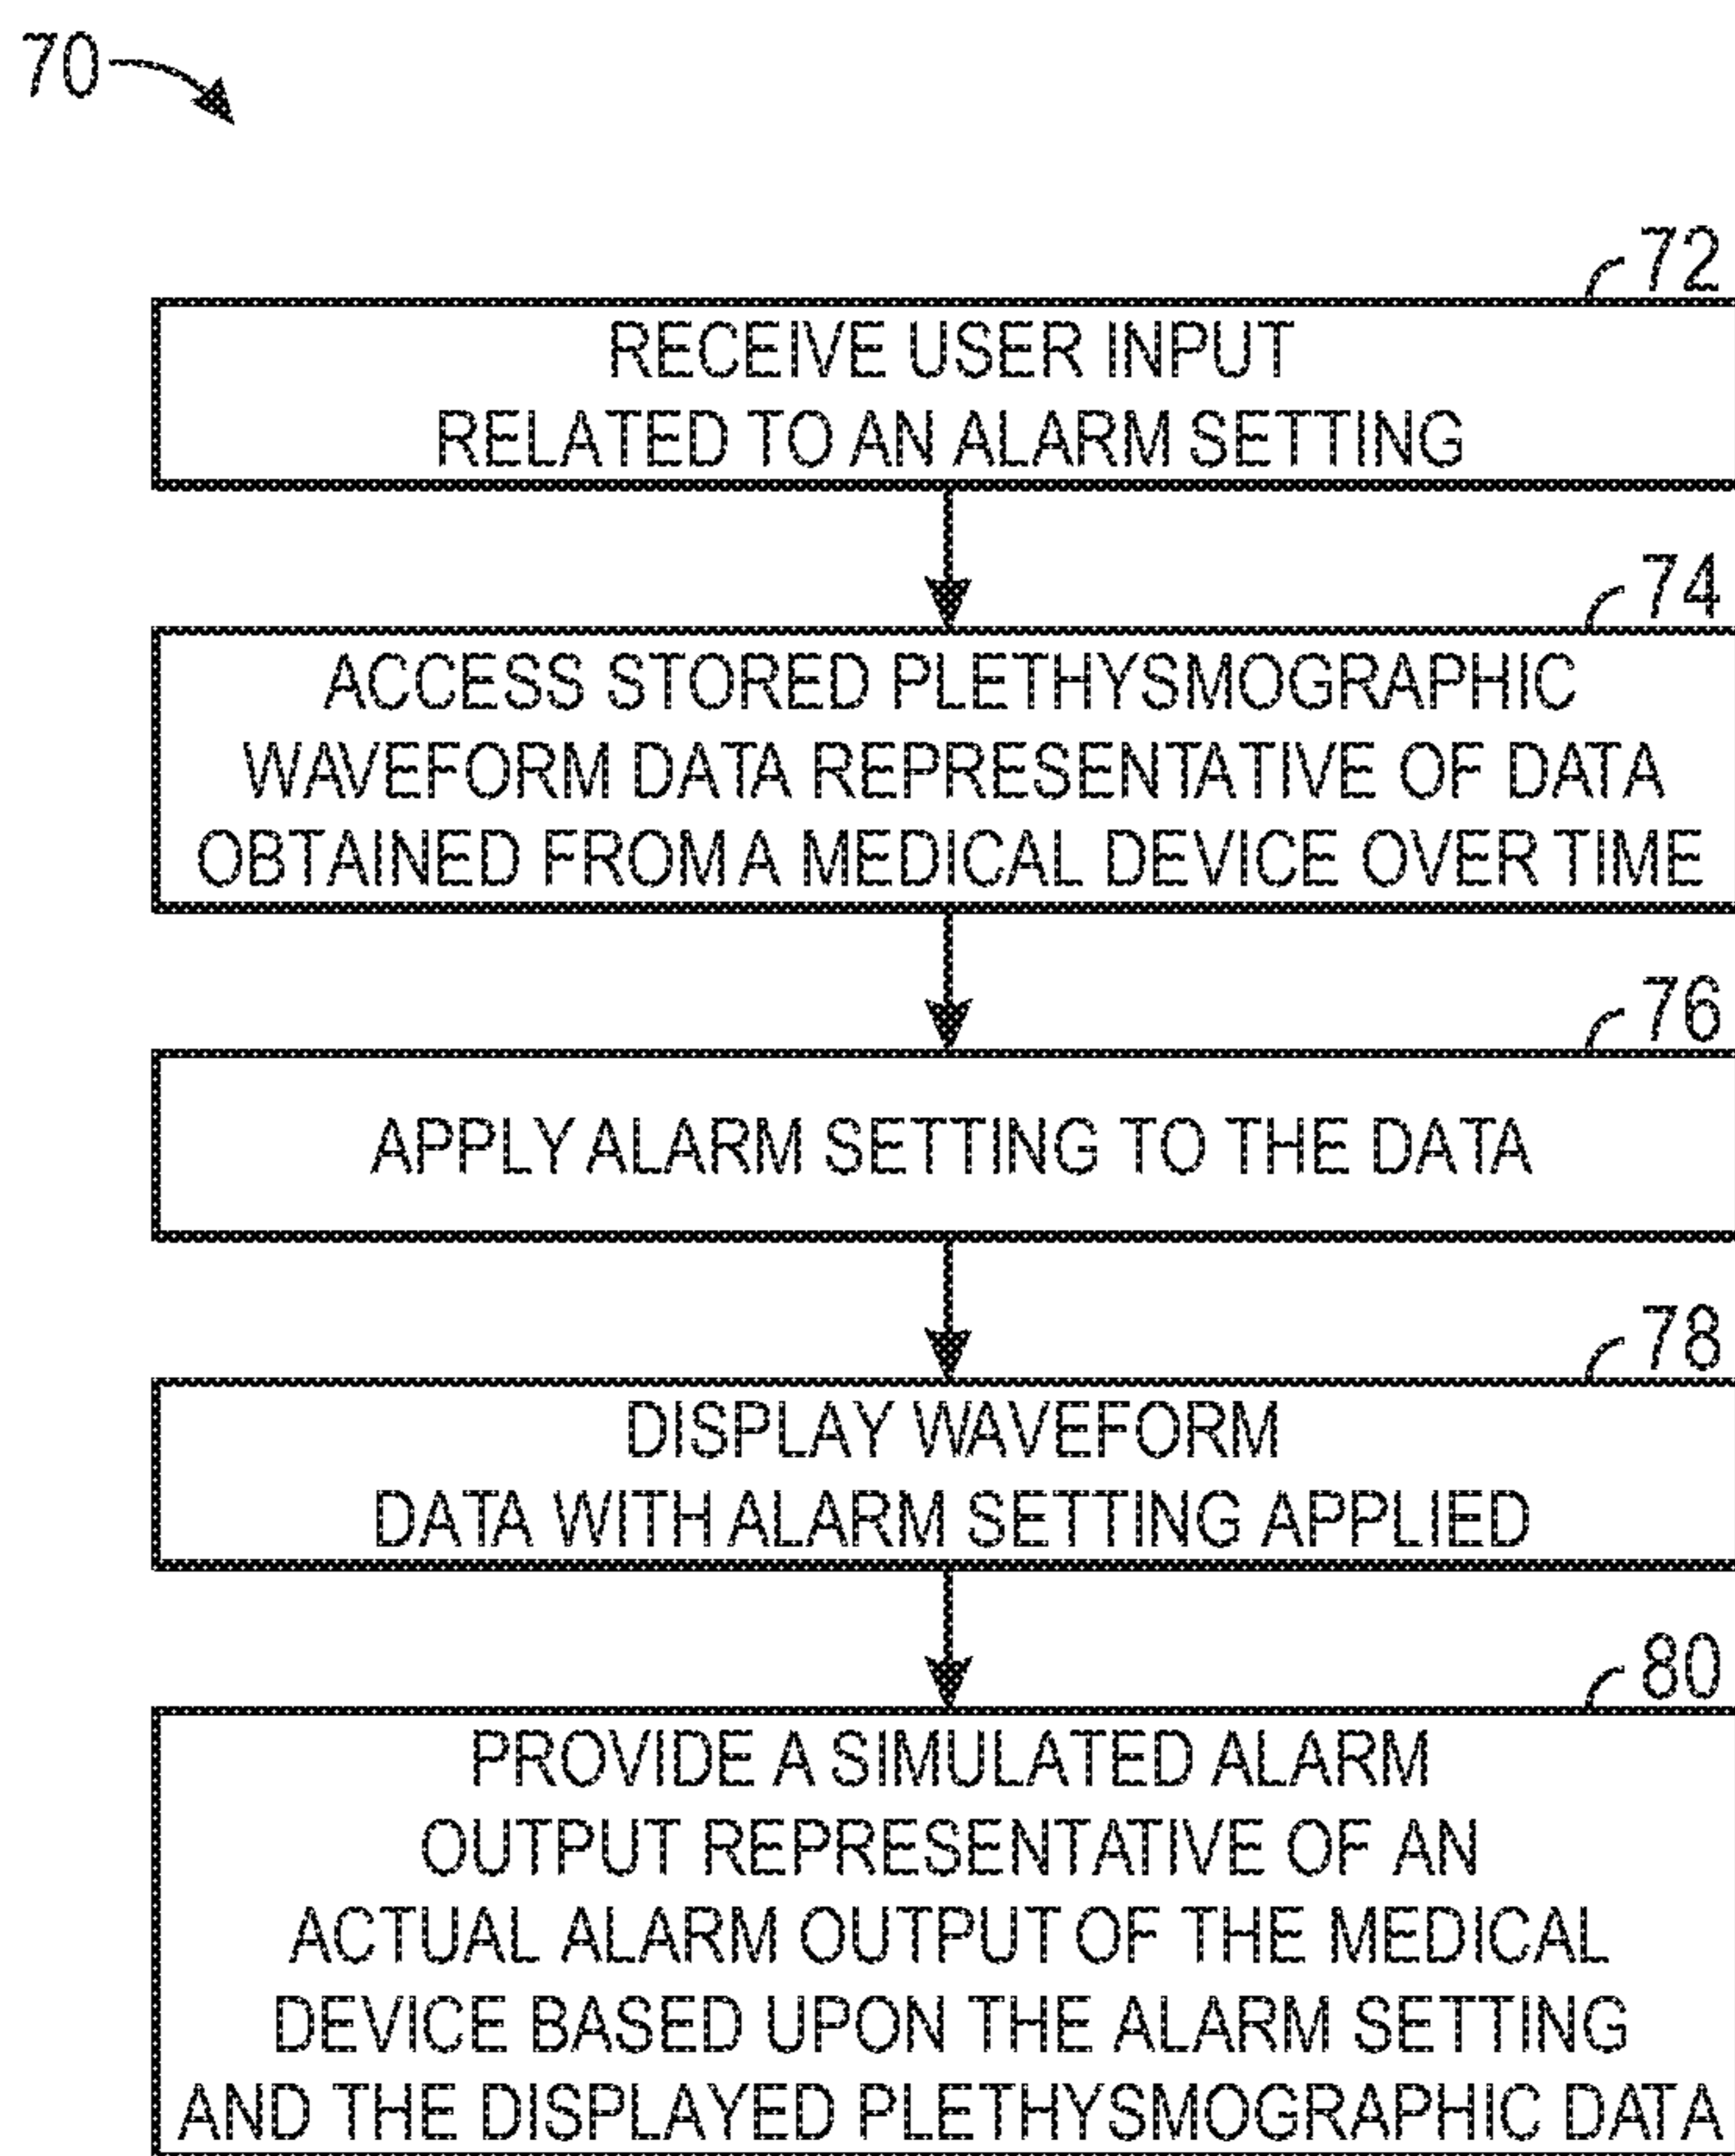 70
72
RECEIVE USER INPUT
RELATED TO AN ALARM SETTING
74
ACCESS STORED PLETHYSMOGRAPHIC
WAVEFORM DATA REPRESENTATIVE OF DATA
OBTAINED FROM A MEDICAL DEVICE OVER TIME
76
APPLY ALARM SETTING TO THE DATA
78
DISPLAY WAVEFORM
DATA WITH ALARM SETTING APPLIED
80
PROVIDE A SIMULATED ALARM
OUTPUT REPRESENTATIVE OF AN
ACTUAL ALARM OUTPUT OF THE MEDICAL
DEVICE BASED UPON THE ALARM SETTING
AND THE DISPLAYED PLETHYSMOGRAPHIC DATA